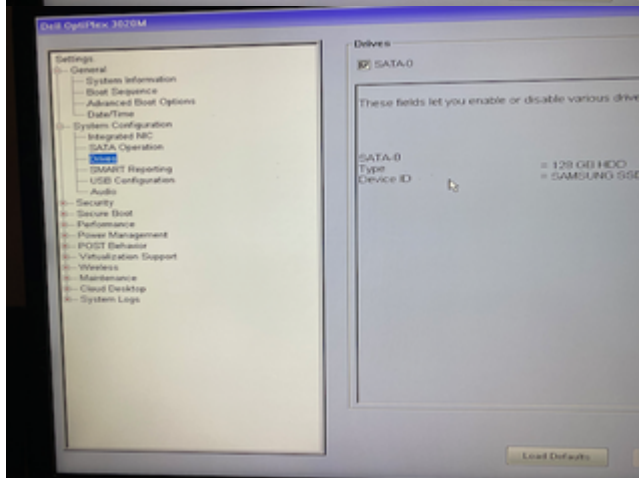 Dell OptiPlex 3020M
Settings
General
System Information
Boot Sequence
Advanced Boot Options
Date/Time
System Configuration
Integrated NIC
SATA Operation
Drives
SMART Reporting
USB Configuration
Audio
Security
Secure Boot
Performance
Power Management
POST Behavior
Virtualization Support
Wireless
Maintenance
Cloud Desktop
System Logs
Drives
SATA-0
These fields let you enable or disable various drive
SATA-0
Type = 128 GB HDD
Device ID = SAMSUNG SSD
Load Defaults